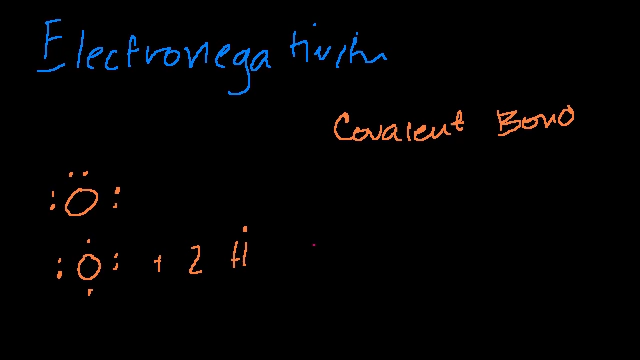 Electronegativity
Covalent Bond
O
O + 2 H